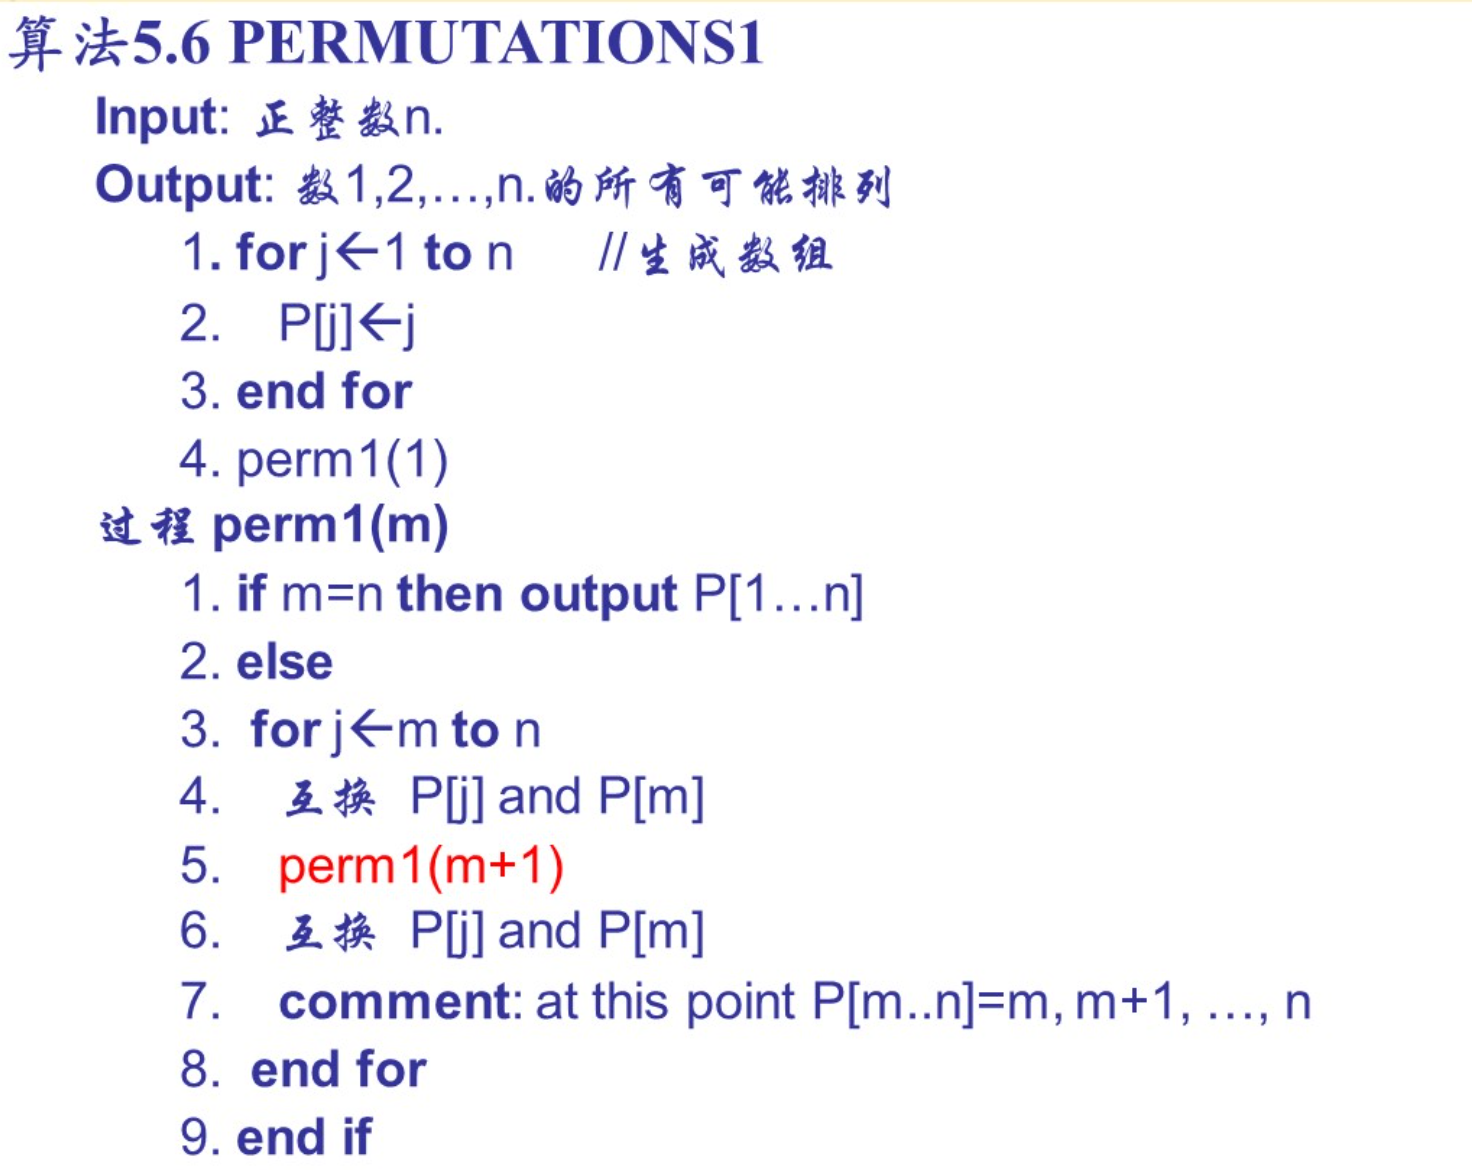 算法5.6 PERMUTATIONS1
Input: 正整数n.
Output: 数1,2,…,n.的所有可能排列
1. for j←1 to n //生成数组
2. P[j]←j
3. end for
4. perm1(1)
过程 perm1(m)
1. if m=n then output P[1…n]
2. else
3. for j←m to n
4. 互换 P[j] and P[m]
5. perm1(m+1)
6. 互换 P[j] and P[m]
7. comment: at this point P[m..n]=m, m+1, …, n
8. end for
9. end if